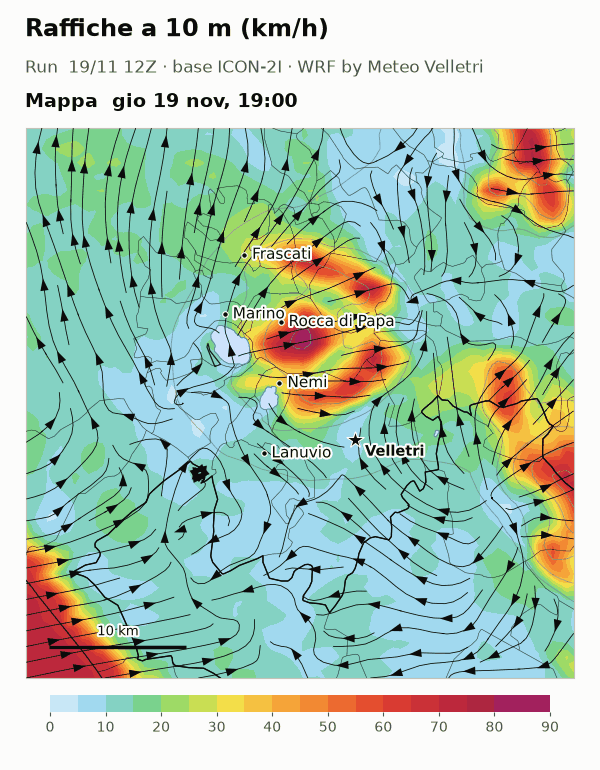 Raffiche a 10 m (km/h)
Run 19/11 12Z · base ICON-2I · WRF by Meteo Velletri
Mappa gio 19 nov, 19:00
Frascati
Marino
Rocca di Papa
Nemi
Velletri
Lanuvio
10 km
0 10 20 30 40 50 60 70 80 90